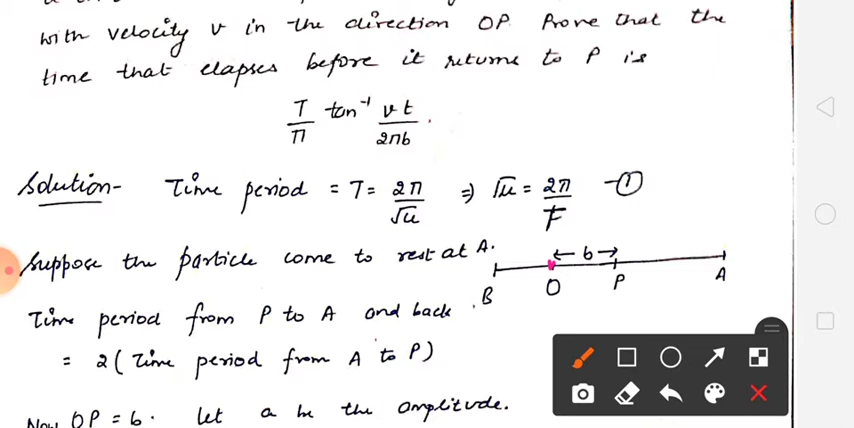 with velocity v in the direction OP. Prove that the
time that elapses before it returns to P is
T/π tan⁻¹ vt/2πb .
Solution- Time period = T = 2π/√u ⇒ √u = 2π/T -①
Suppose the particle come to rest at A.
← b →
B O P A
Time period from P to A and back .
= 2 ( Time period from A to P )
Now OP = b . Let a be the amplitude.